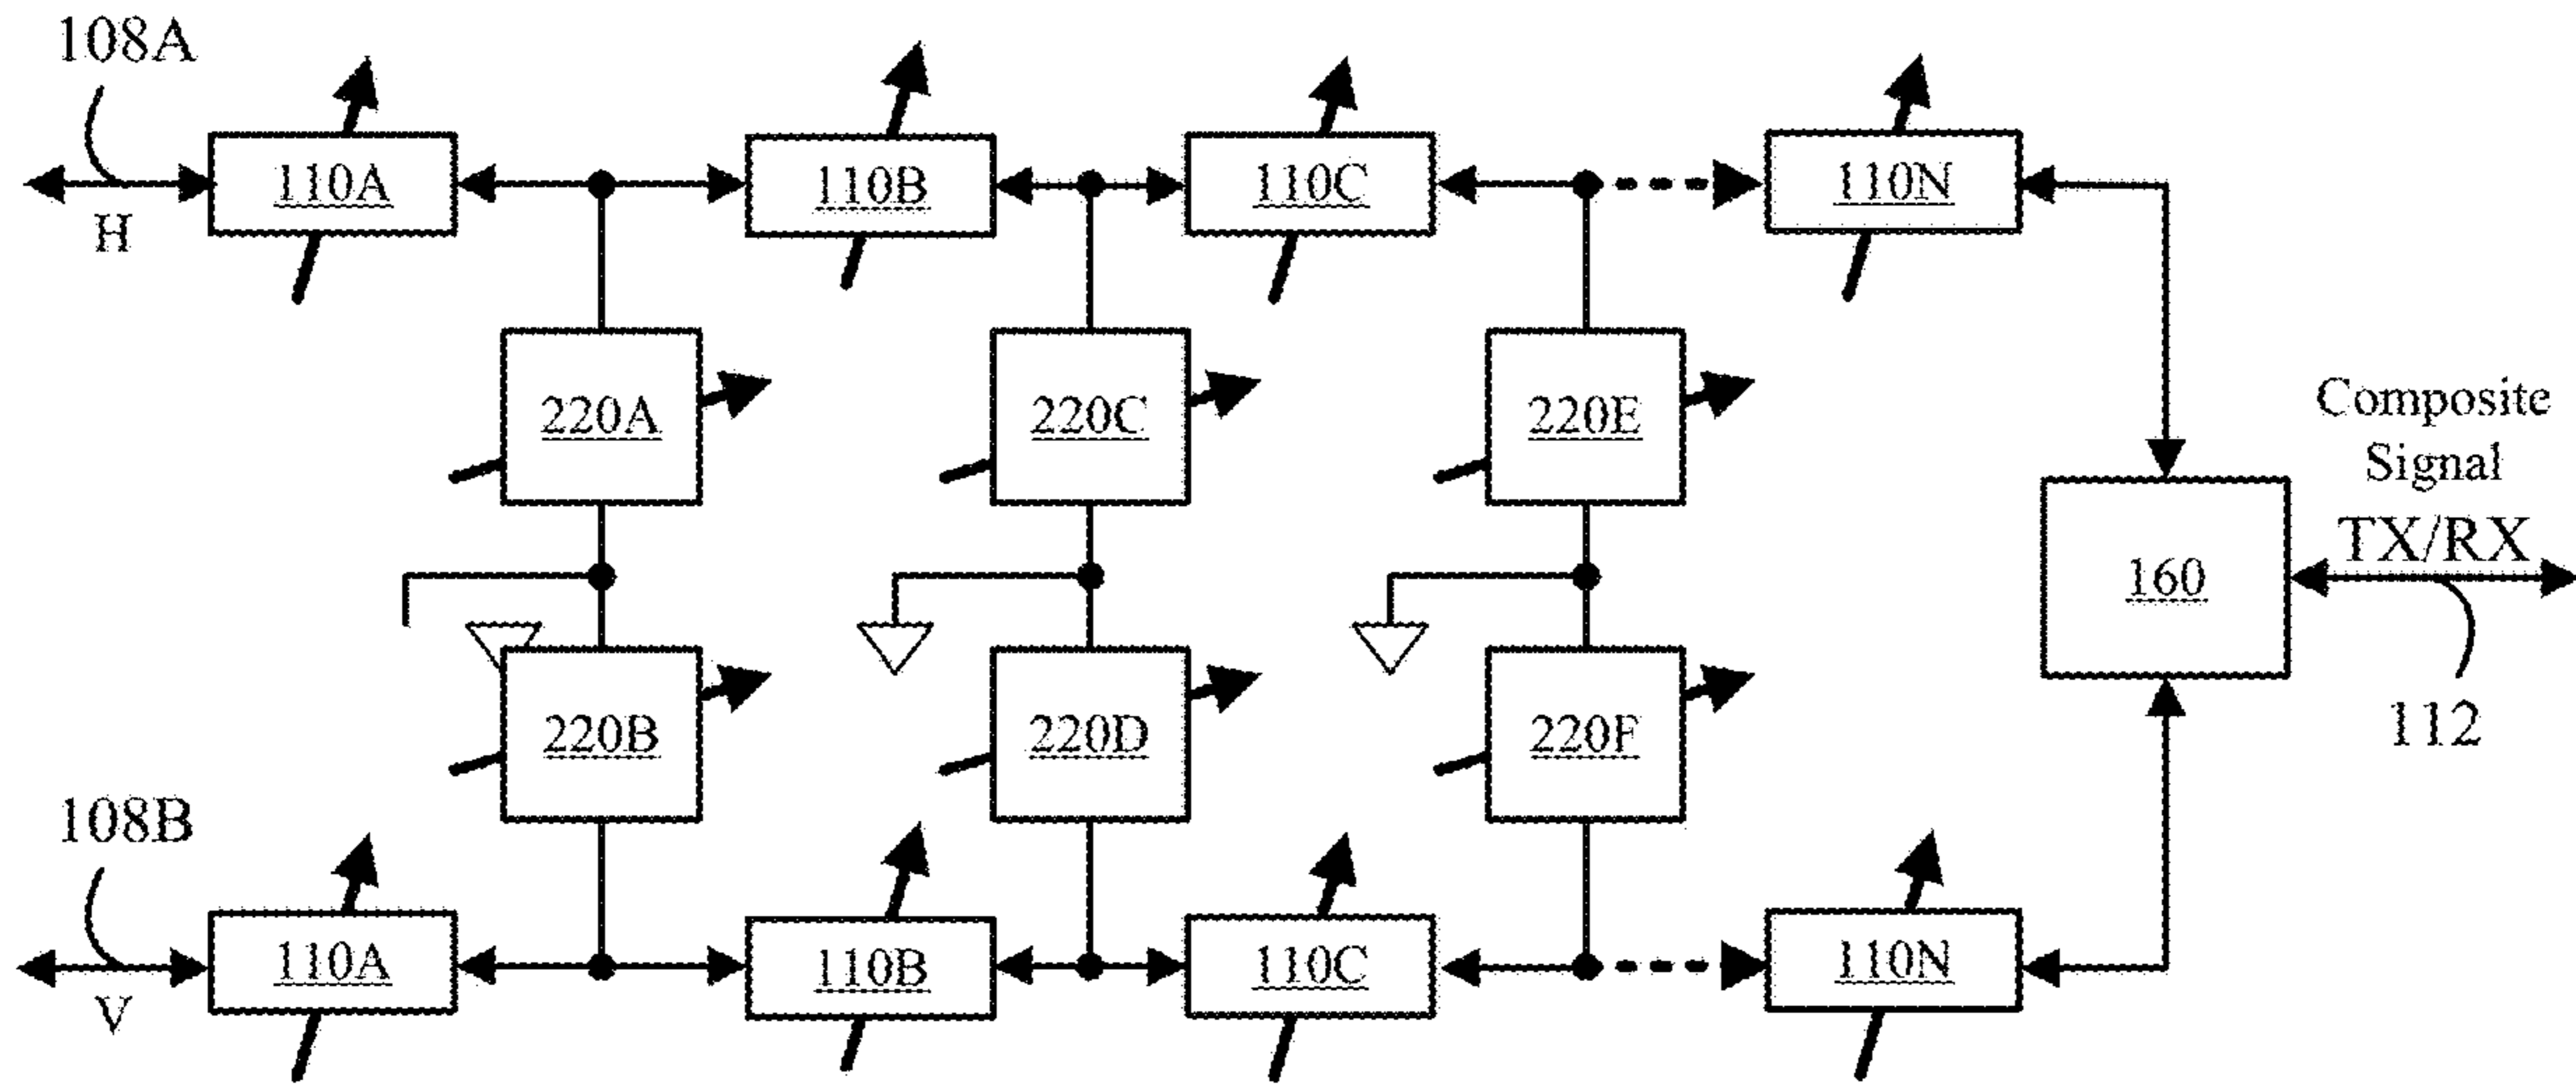 108A
110A
110B
110C
110N
H
220A
220C
220E
Composite
Signal
TX/RX
160
112
220B
220D
220F
108B
110A
110B
110C
110N
V